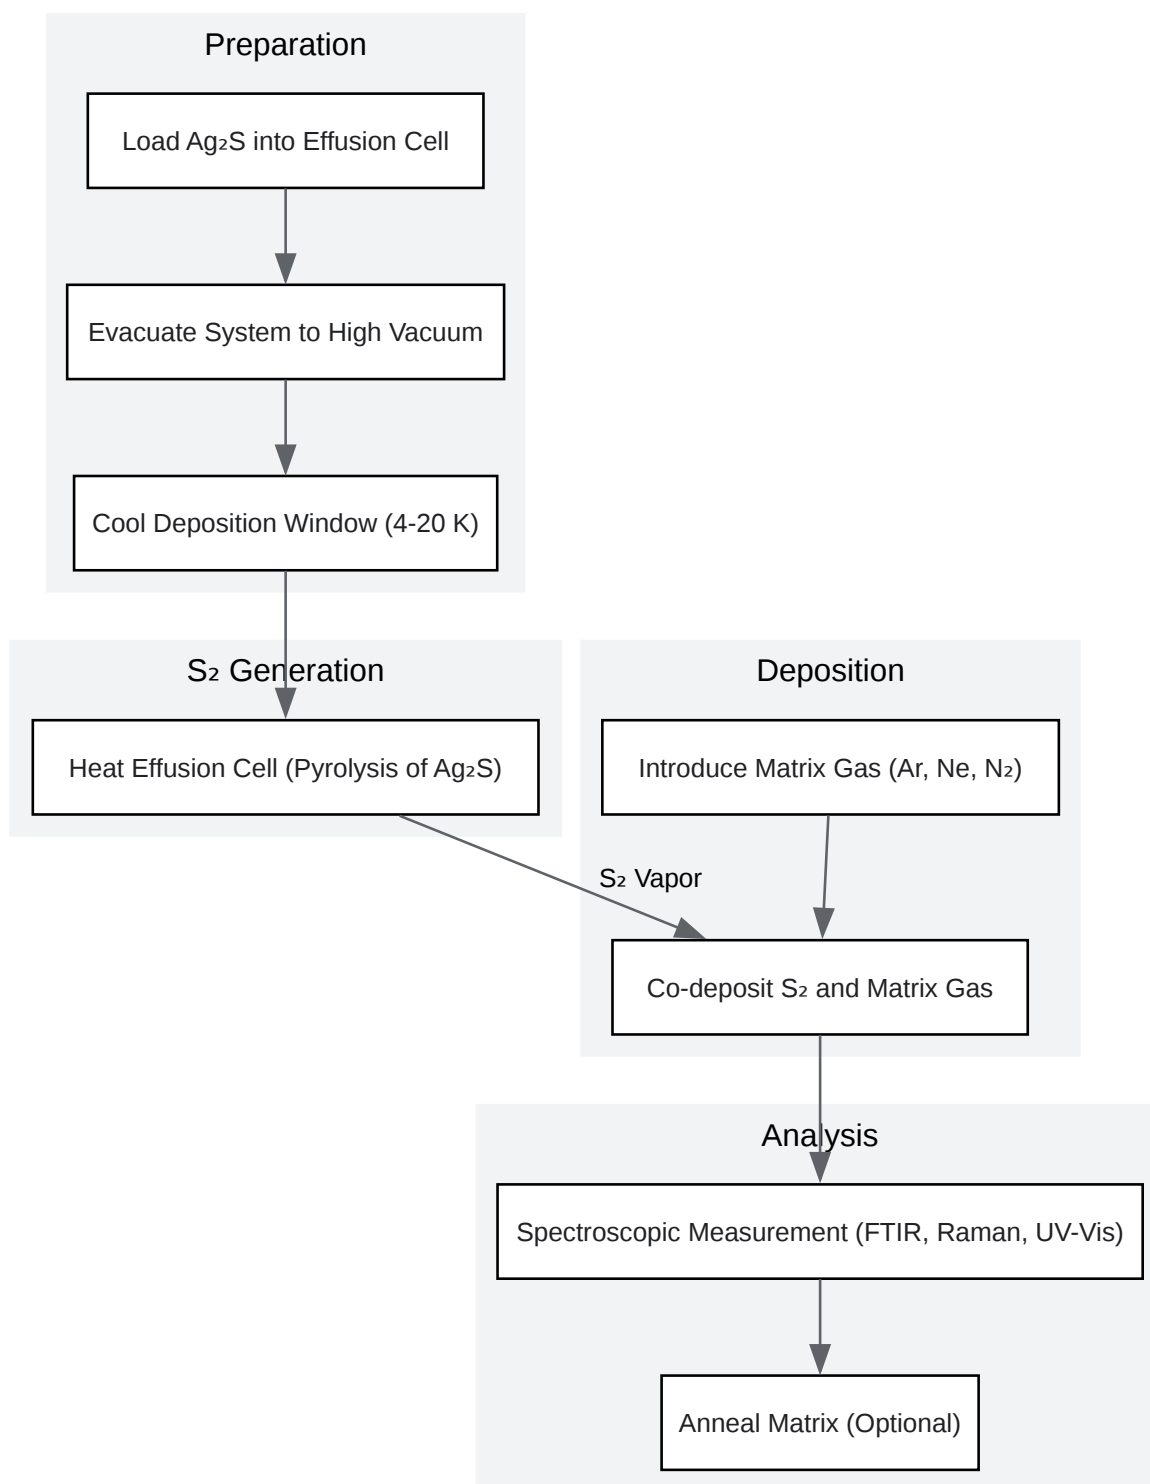 Preparation
Load Ag₂S into Effusion Cell
Evacuate System to High Vacuum
Cool Deposition Window (4-20 K)
S₂ Generation
Heat Effusion Cell (Pyrolysis of Ag₂S)
Deposition
Introduce Matrix Gas (Ar, Ne, N₂)
S₂ Vapor
Co-deposit S₂ and Matrix Gas
Analysis
Spectroscopic Measurement (FTIR, Raman, UV-Vis)
Anneal Matrix (Optional)